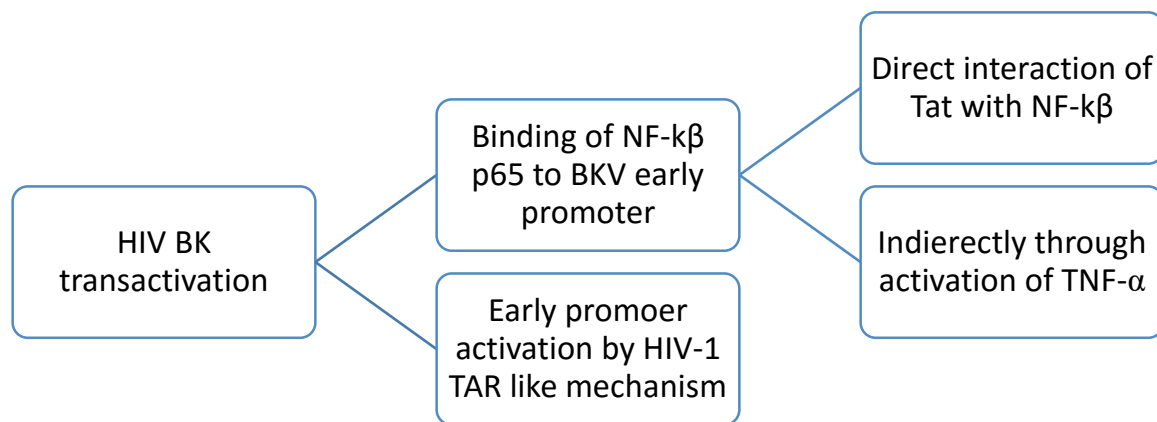 HIV BK
transactivation
Binding of NF-kβ
p65 to BKV early
promoter
Direct interaction of
Tat with NF-kβ
Indierectly through
activation of TNF-α
Early promoer
activation by HIV-1
TAR like mechanism